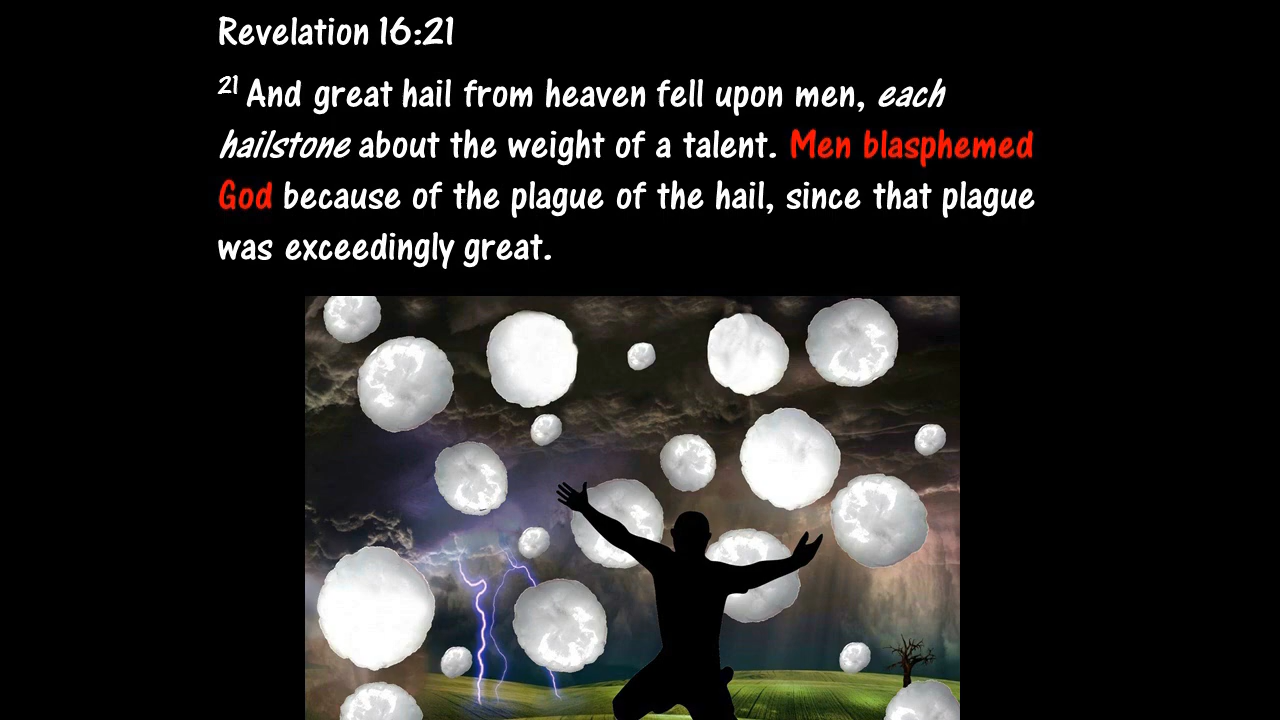 Revelation 16:21
21 And great hail from heaven fell upon men, each
hailstone about the weight of a talent. Men blasphemed
God because of the plague of the hail, since that plague
was exceedingly great.